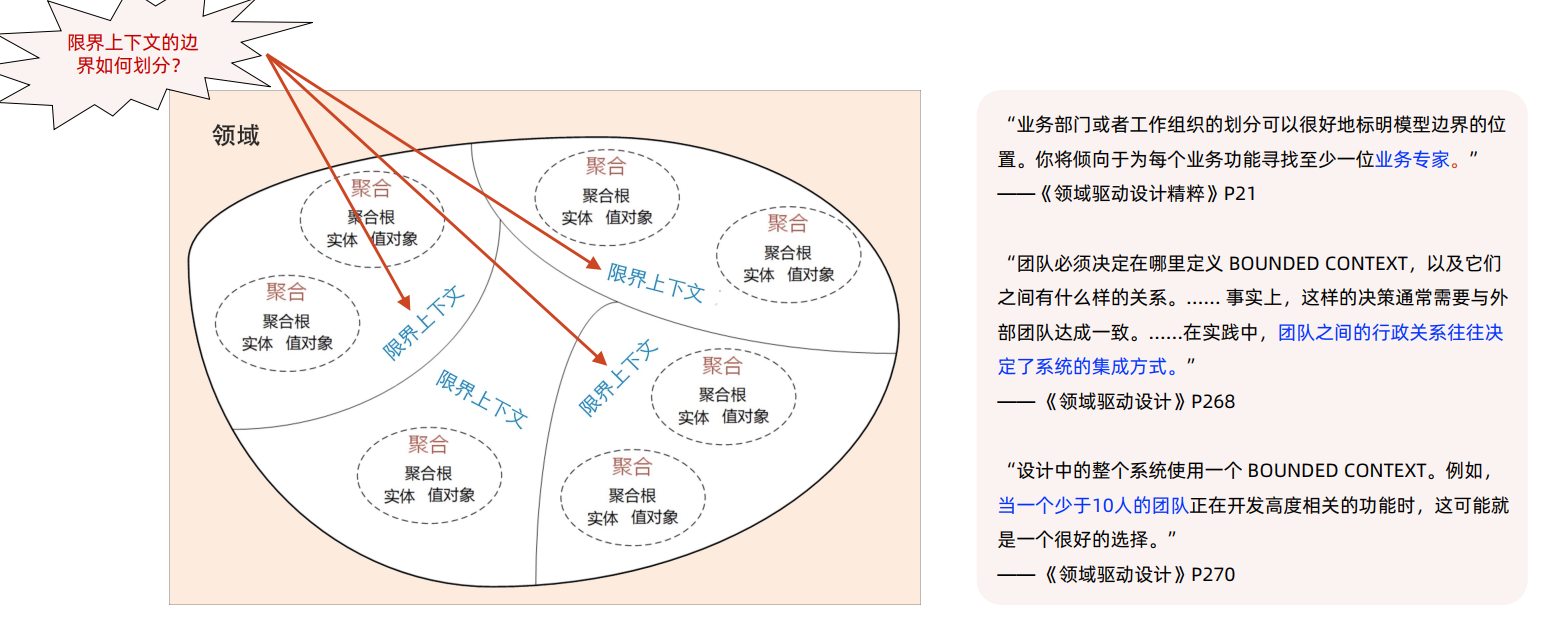 限界上下文的边
界如何划分?
领域
聚合
聚合根
实体 值对象
聚合
聚合根
实体 值对象
限界上下文
聚合
聚合根
实体 值对象
聚合
聚合根
实体 值对象
限界上下文
限界上下文
聚合
聚合根
实体 值对象
限界上下文
聚合
聚合根
实体 值对象
聚合
聚合根
实体 值对象
“业务部门或者工作组织的划分可以很好地标明模型边界的位
置。你将倾向于为每个业务功能寻找至少一位业务专家。”
——《领域驱动设计精粹》P21
“团队必须决定在哪里定义 BOUNDED CONTEXT，以及它们
之间有什么样的关系。…… 事实上，这样的决策通常需要与外
部团队达成一致。……在实践中，团队之间的行政关系往往决
定了系统的集成方式。”
—— 《领域驱动设计》P268
“设计中的整个系统使用一个 BOUNDED CONTEXT。例如，
当一个少于10人的团队正在开发高度相关的功能时，这可能就
是一个很好的选择。”
—— 《领域驱动设计》P270